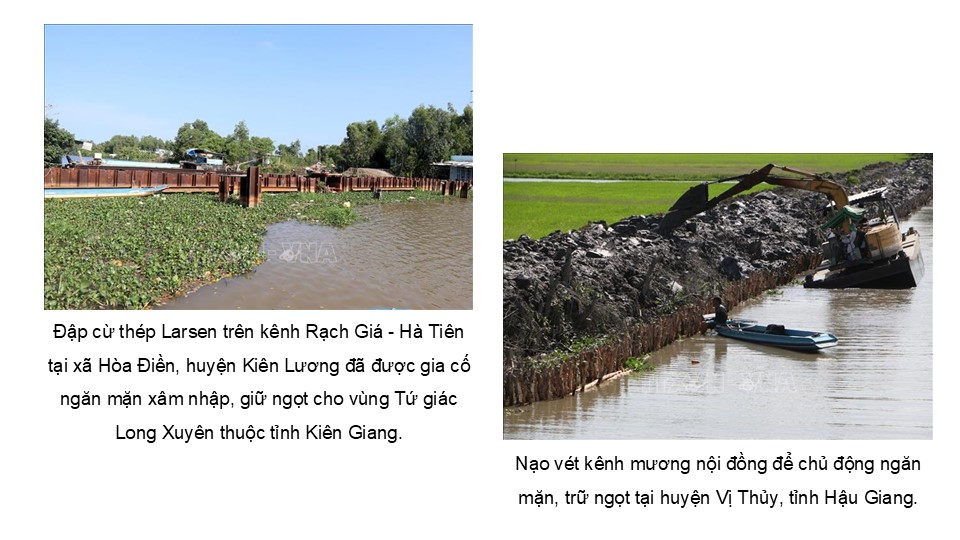 Đập cừ thép Larsen trên kênh Rạch Giá - Hà Tiên
tại xã Hòa Điền, huyện Kiên Lương đã được gia cố
ngăn mặn xâm nhập, giữ ngọt cho vùng Tứ giác
Long Xuyên thuộc tỉnh Kiên Giang.
Nạo vét kênh mương nội đồng để chủ động ngăn
mặn, trữ ngọt tại huyện Vị Thủy, tỉnh Hậu Giang.